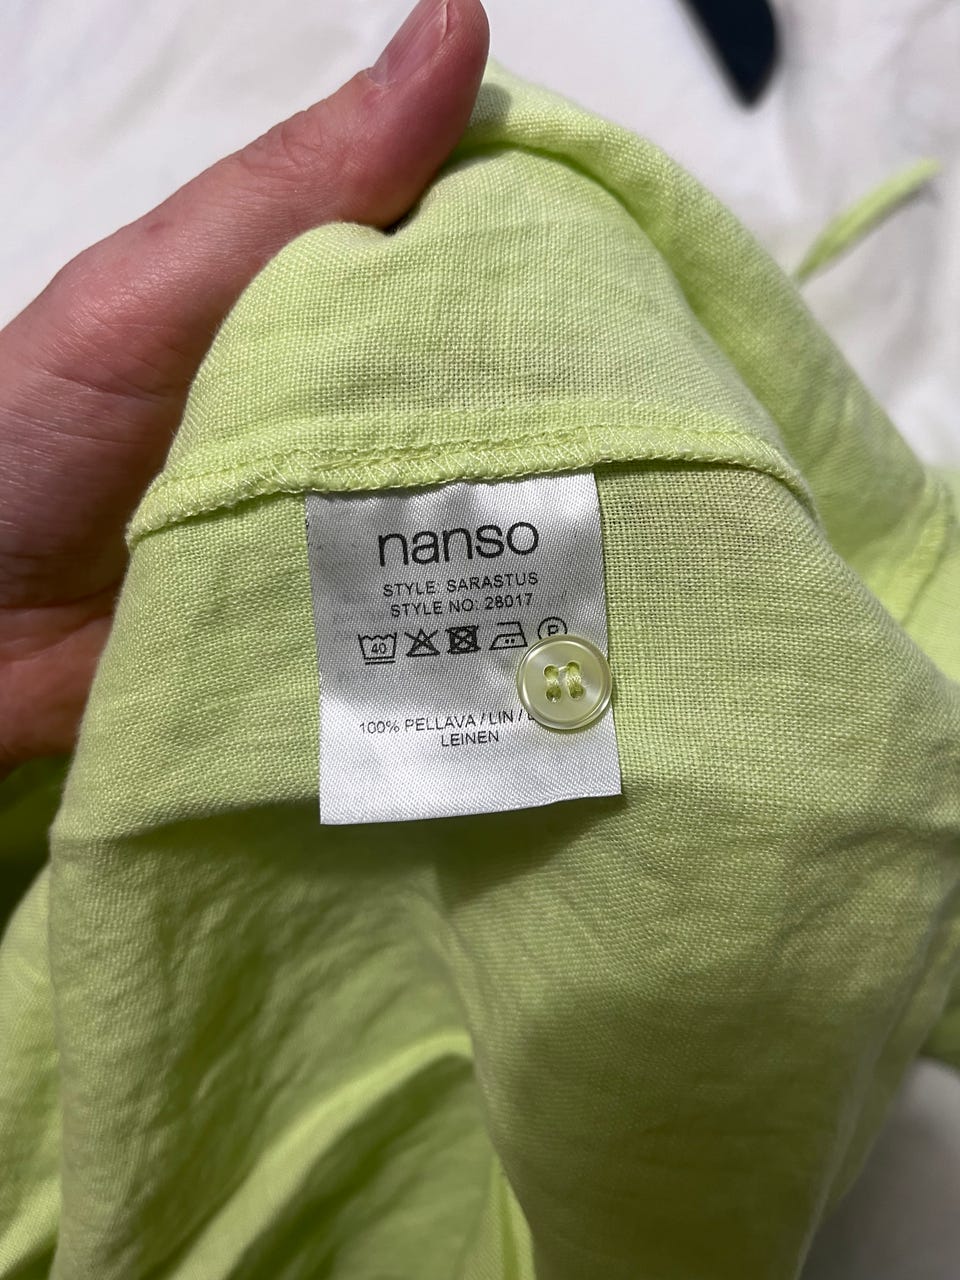 nanso
STYLE: SARASTUS
STYLE NO: 28017
40 P
100% PELLAVA / LIN /
LEINEN